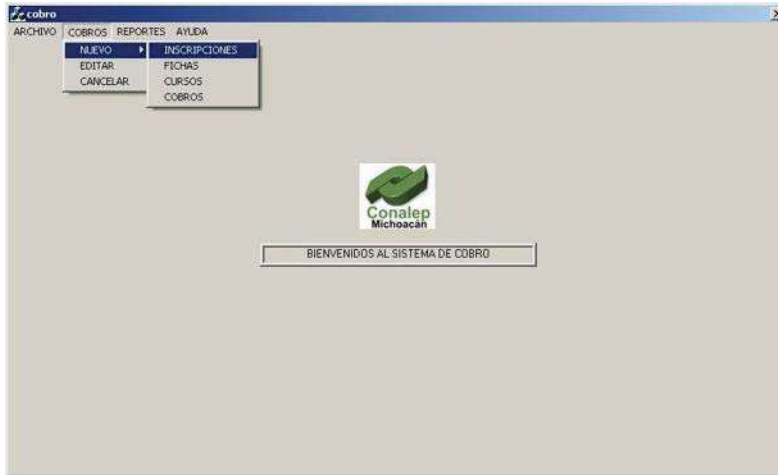 cobro
ARCHIVO COBROS REPORTES AYUDA
NUEVO INSCRIPCIONES
EDITAR FICHAS
CANCELAR CURSOS
COBROS
Conalep
Michoacán
BIENVENIDOS AL SISTEMA DE COBRO